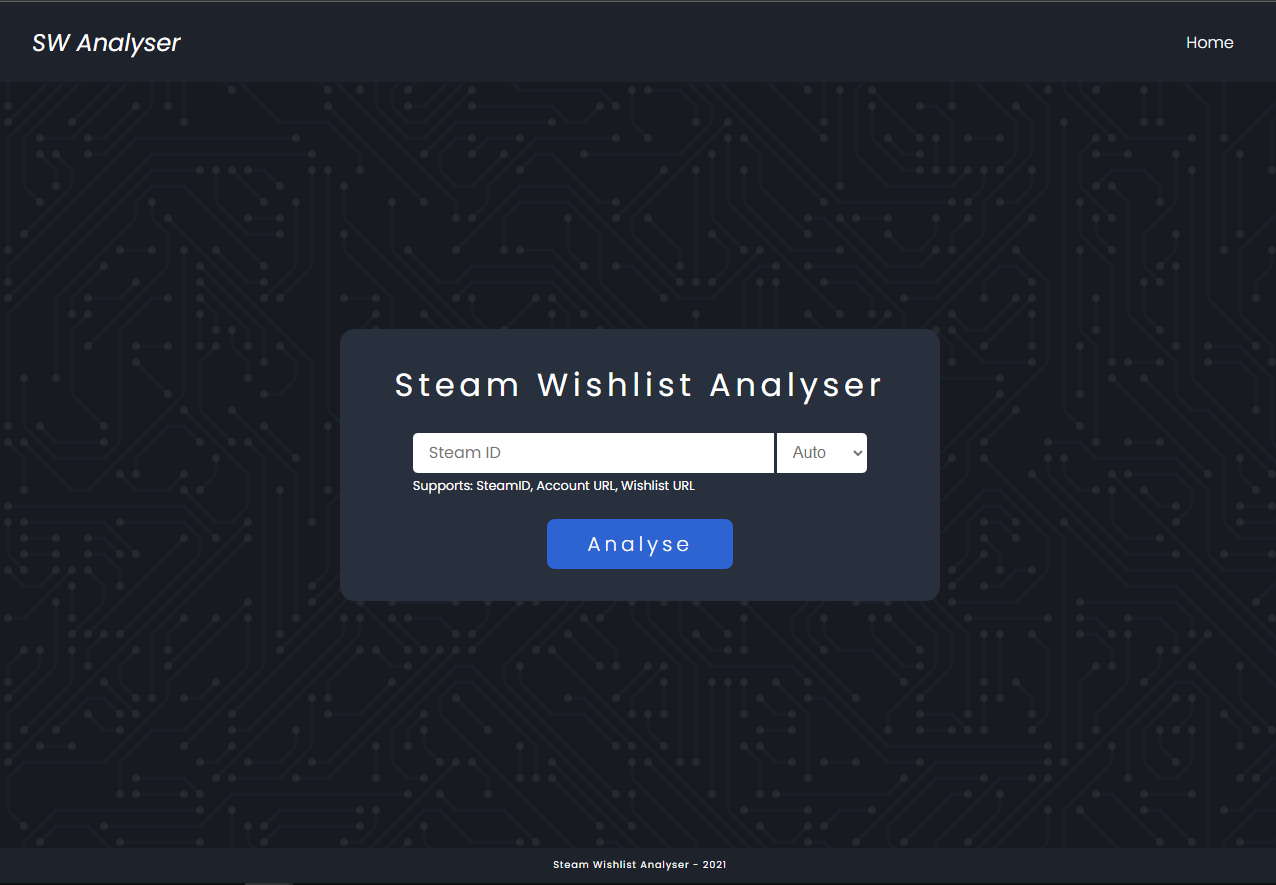 SW Analyser
Home
Steam Wishlist Analyser
Steam ID
Auto
Supports: SteamID, Account URL, Wishlist URL
Analyse
Steam Wishlist Analyser - 2021